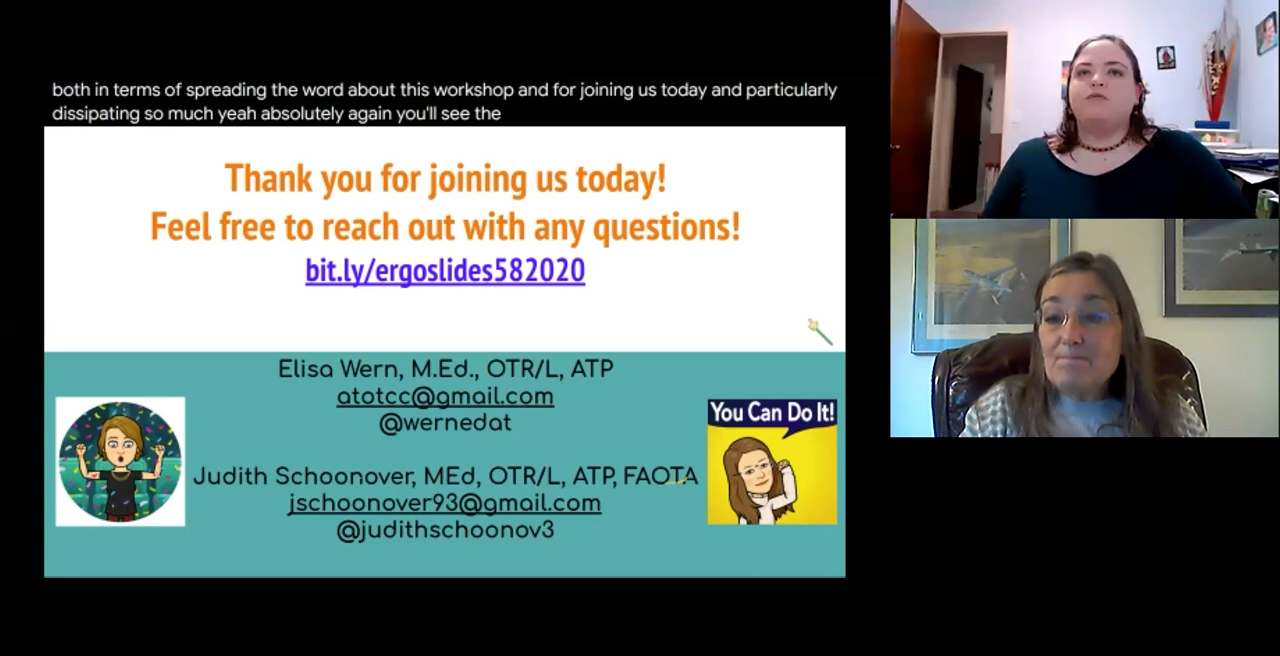 both in terms of spreading the word about this workshop and for joining us today and particularly
dissipating so much yeah absolutely again you'll see the
Thank you for joining us today!
Feel free to reach out with any questions!
bit.ly/ergoslides582020
Elisa Wern, M.Ed., OTR/L, ATP
atotcc@gmail.com
@wernedat
You Can Do It!
Judith Schoonover, MEd, OTR/L, ATP, FAOTA
jschoonover93@gmail.com
@judithschoonov3